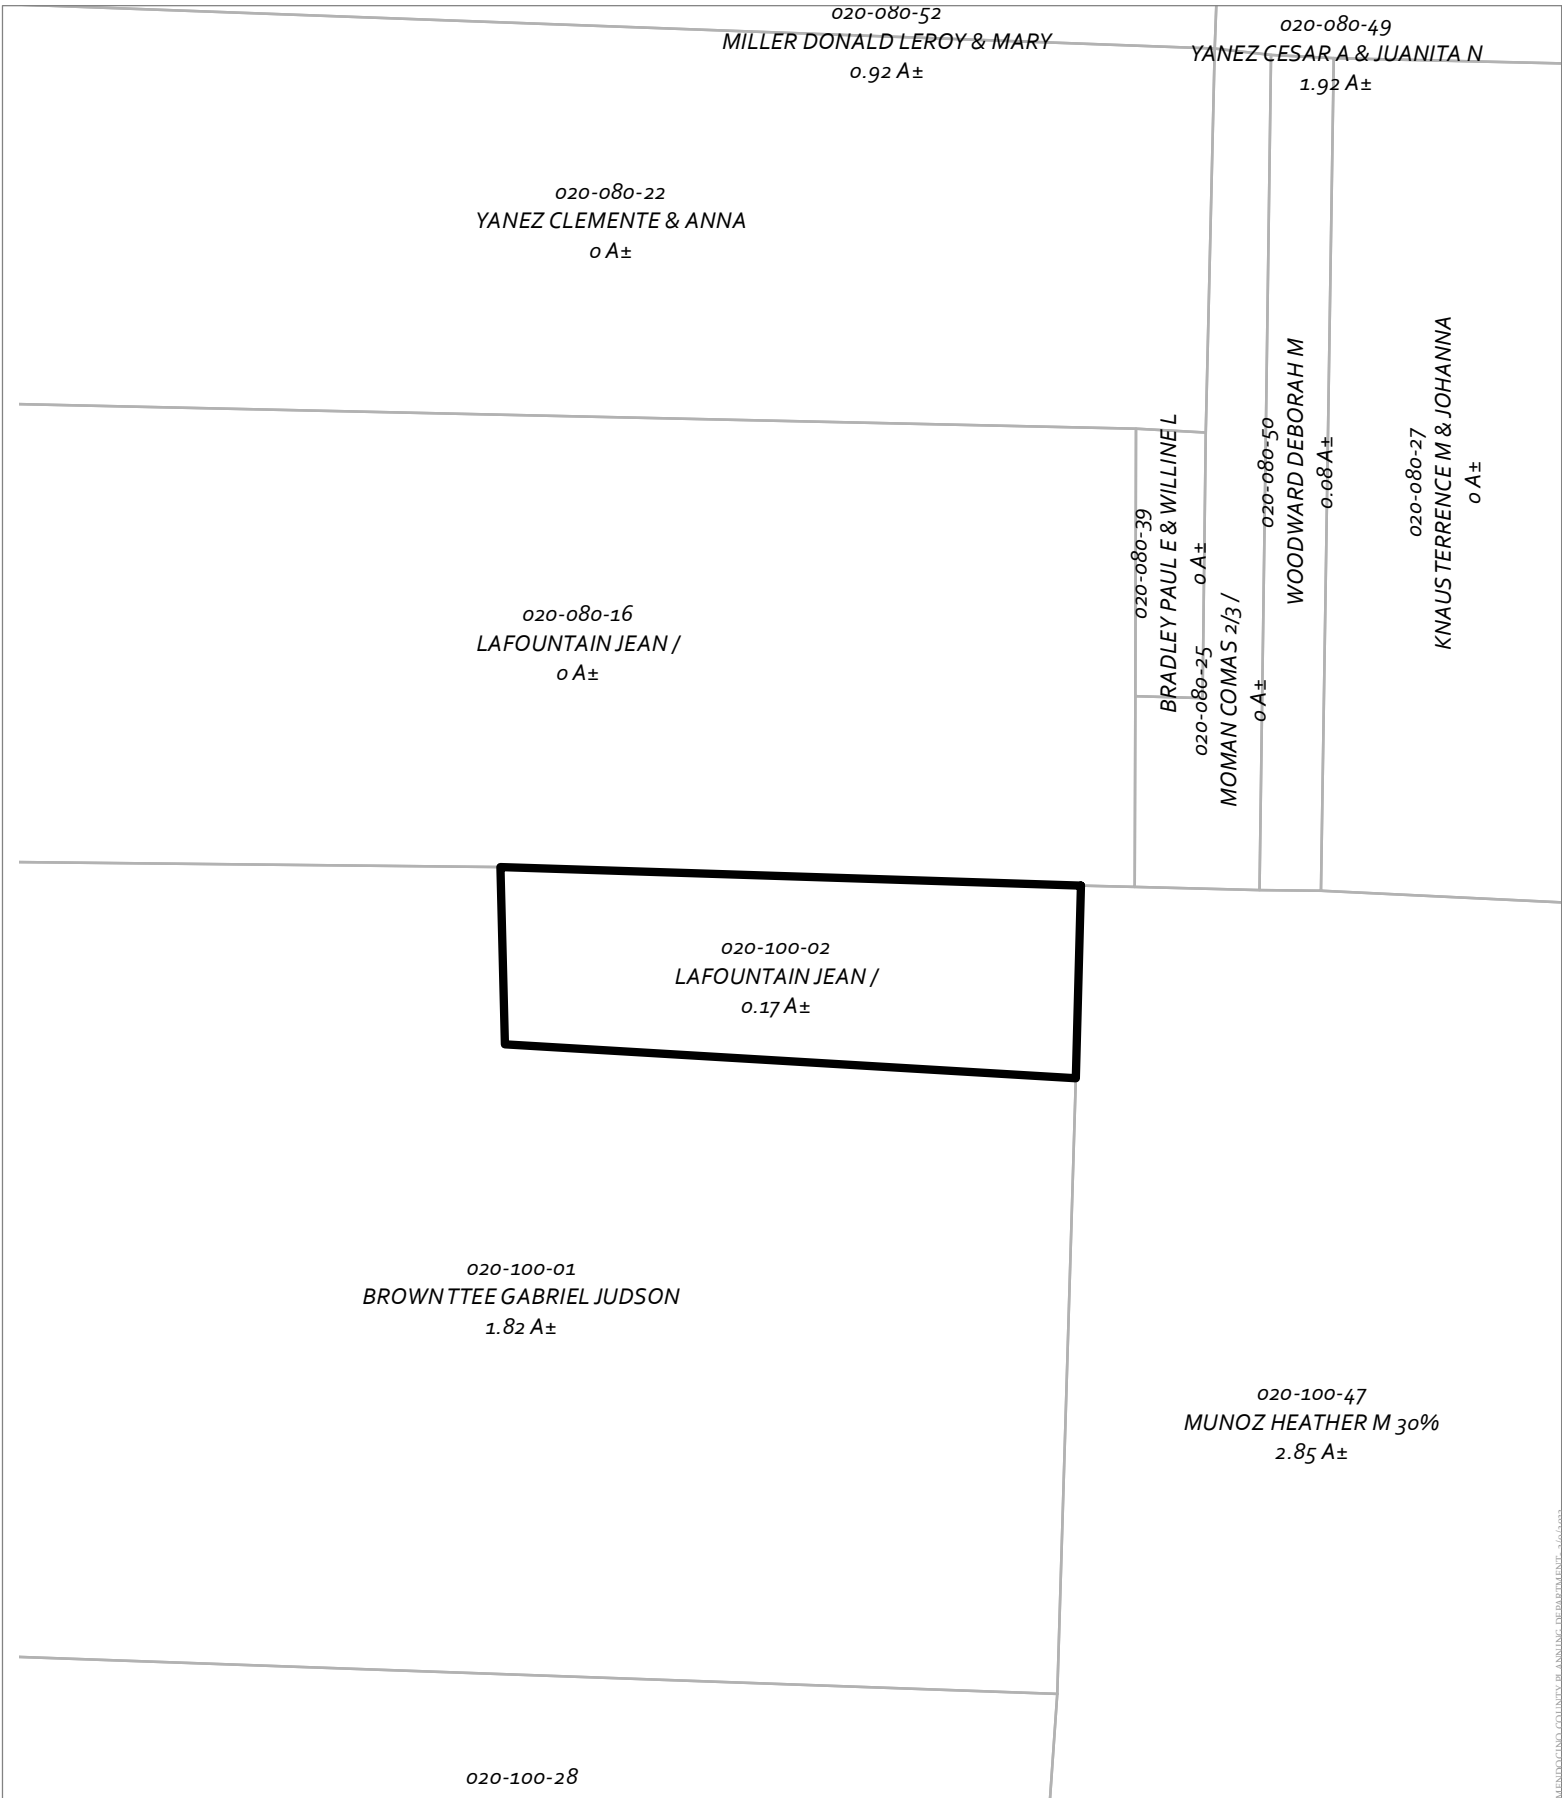 020-080-52
MILLER DONALD LEROY & MARY
0.92 A±
020-080-49
YANEZ CESAR A & JUANITA N
1.92 A±
020-080-22
YANEZ CLEMENTE & ANNA
0 A±
020-080-16
LAFOUNTAIN JEAN /
0 A±
020-080-39
BRADLEY PAUL E & WILLINE L
0 A±
020-080-25
MOMAN COMAS 2/3 /
0 A±
020-080-50
WOODWARD DEBORAH M
0.08 A±
020-080-27
KNAUS TERRENCE M & JOHANNA
0 A±
020-100-02
LAFOUNTAIN JEAN /
0.17 A±
020-100-01
BROWN TTEE GABRIEL JUDSON
1.82 A±
020-100-47
MUNOZ HEATHER M 30%
2.85 A±
020-100-28
MENDOCINO COUNTY PLANNING DEPARTMENT-